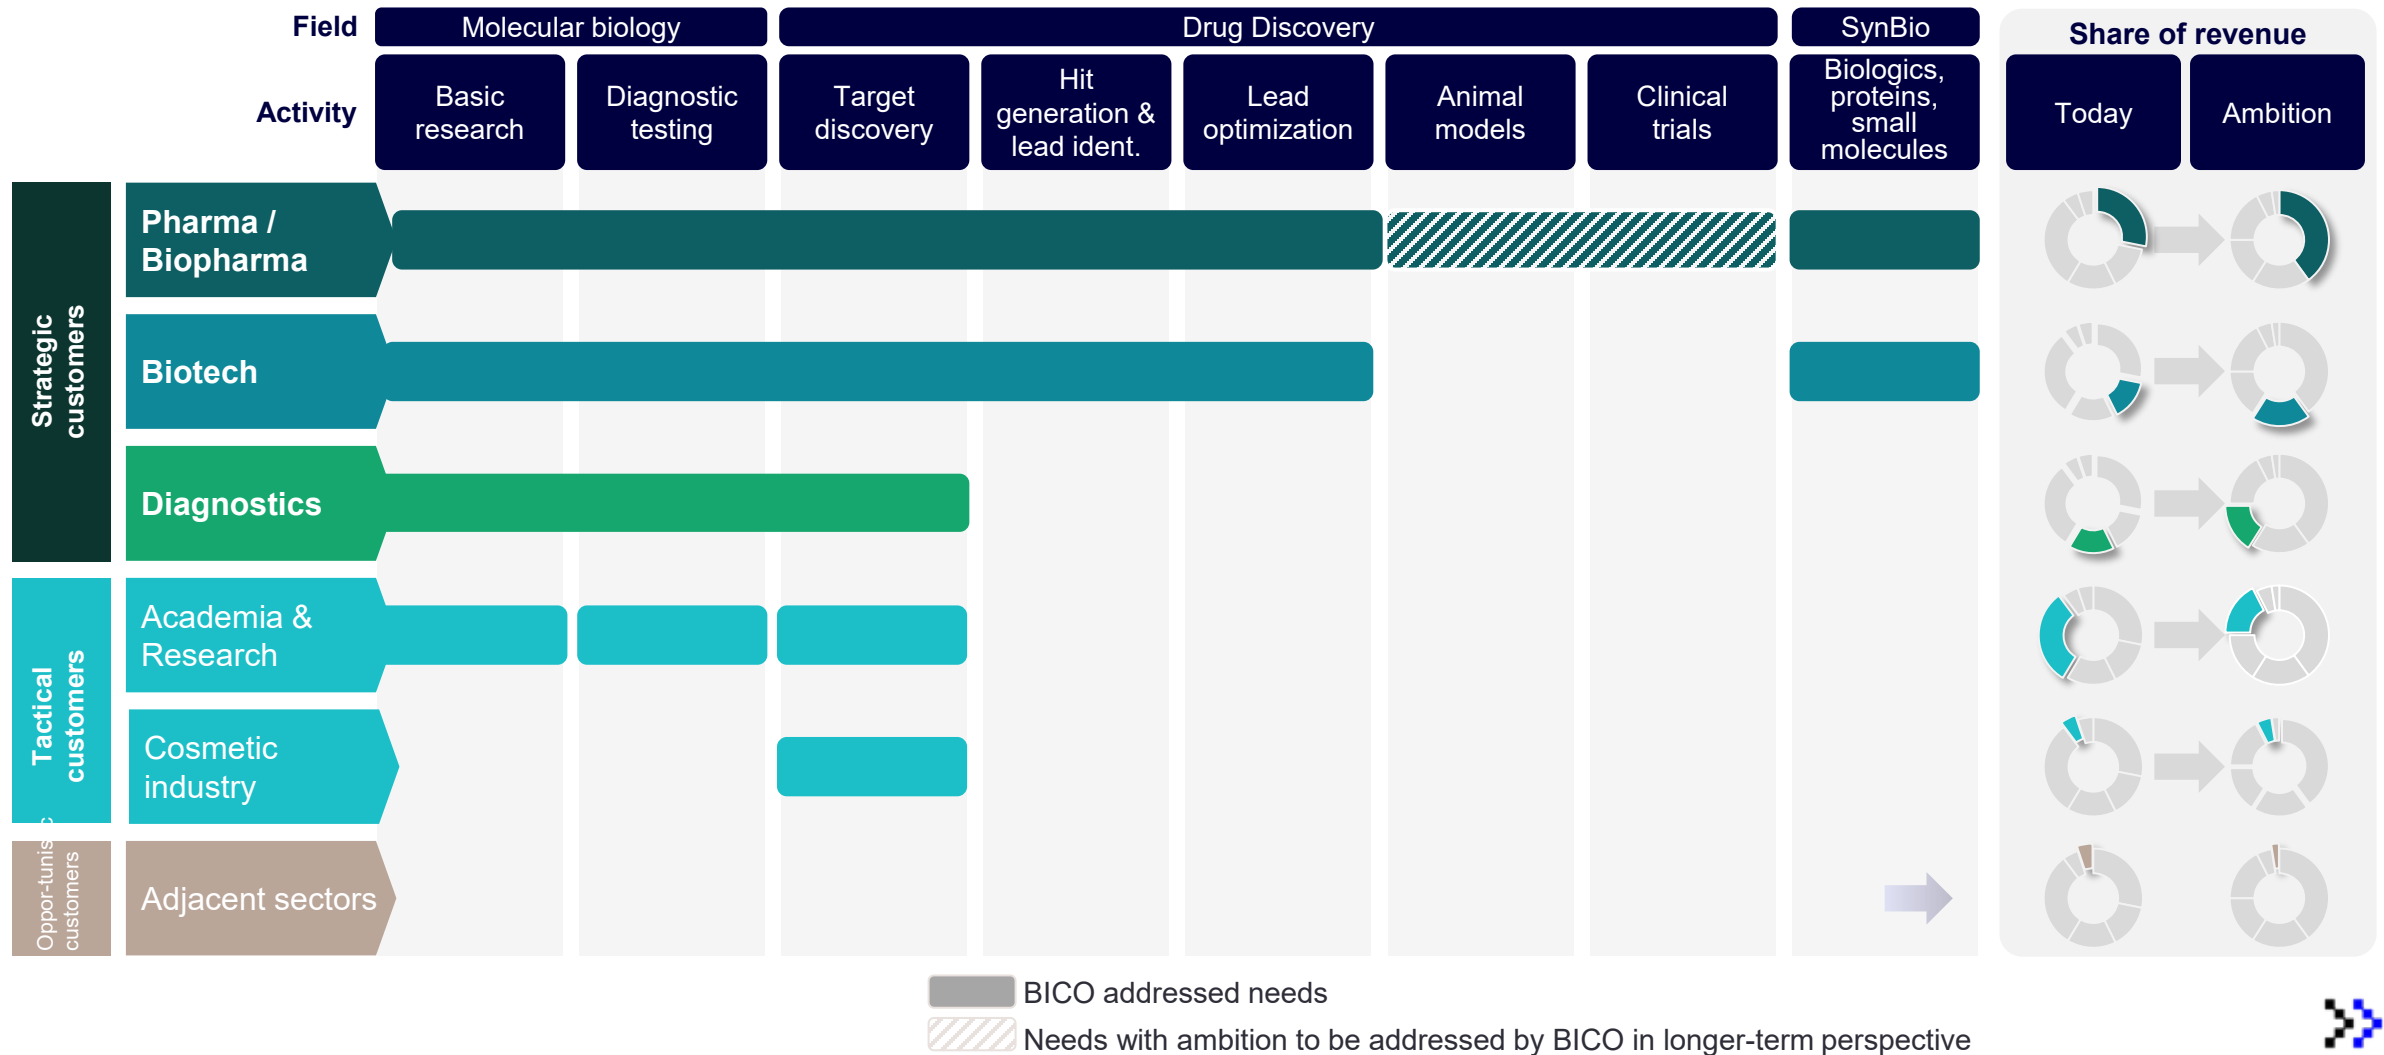 Field
Molecular biology
Drug Discovery
SynBio
Share of revenue
Activity
Basic
research
Diagnostic
testing
Target
discovery
Hit
generation &
lead ident.
Lead
optimization
Animal
models
Clinical
trials
Biologics,
proteins,
small
molecules
Today
Ambition
Strategic
customers
Pharma /
Biopharma
Biotech
Diagnostics
Tactical
customers
Academia &
Research
Cosmetic
industry
customers
Adjacent sectors
BICO addressed needs
Needs with ambition to be addressed by BICO in longer-term perspective